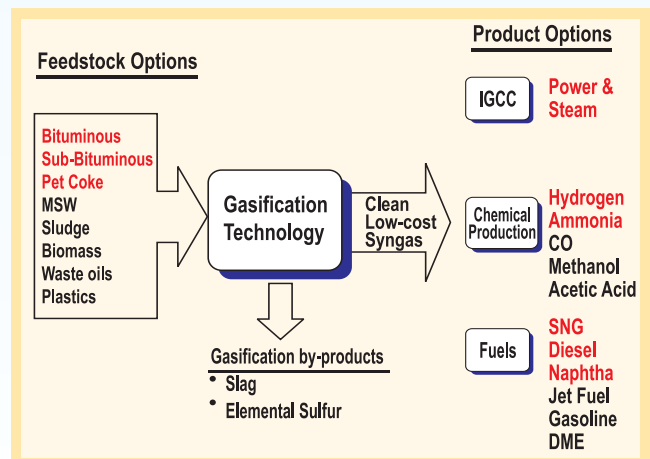 Feedstock Options
Bituminous
Sub-Bituminous
Pet Coke
MSW
Sludge
Biomass
Waste oils
Plastics
Gasification
Technology
Clean
Low-cost
Syngas
Gasification by-products
• Slag
• Elemental Sulfur
Product Options
IGCC
Power &
Steam
Chemical
Production
Hydrogen
Ammonia
CO
Methanol
Acetic Acid
Fuels
SNG
Diesel
Naphtha
Jet Fuel
Gasoline
DME